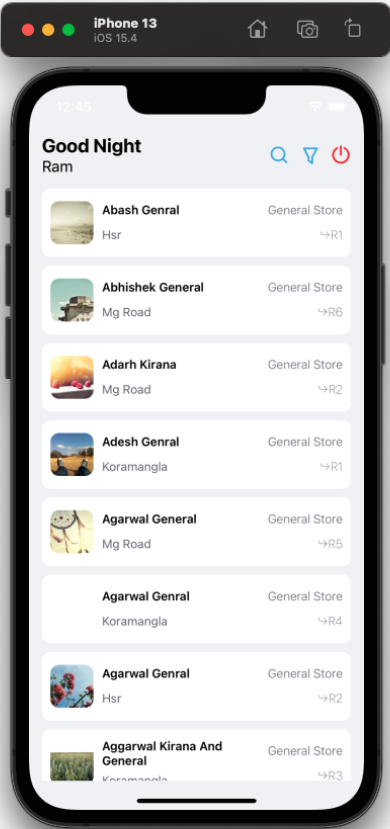 iPhone 13
iOS 15.4
12:45
Good Night
Ram
Abash Genral General Store
Hsr ↪R1
Abhishek General General Store
Mg Road ↪R6
Adarh Kirana General Store
Mg Road ↪R2
Adesh Genral General Store
Koramangla ↪R1
Agarwal General General Store
Mg Road ↪R5
Agarwal Genral General Store
Koramangla ↪R4
Agarwal Genral General Store
Hsr ↪R2
Aggarwal Kirana And General Store
General
Koramangla ↪R3